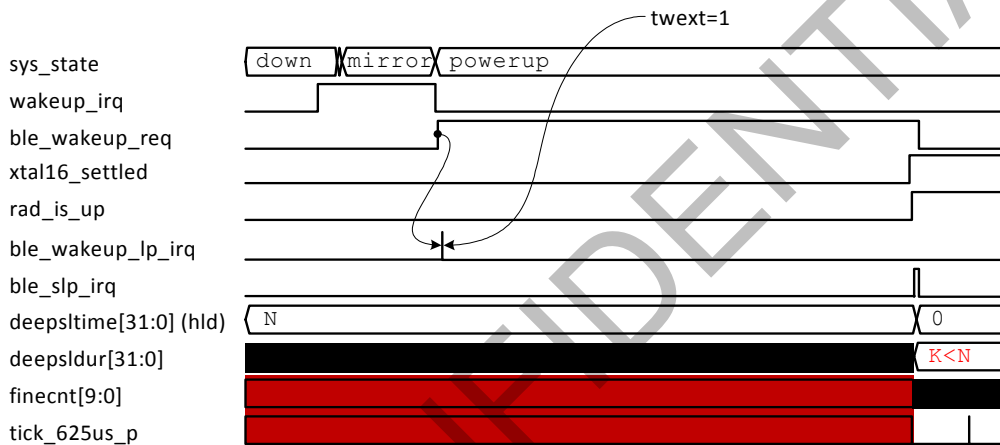 twext=1
sys_state down mirror powerup
wakeup_irq
ble_wakeup_req
xtal16_settled
rad_is_up
ble_wakeup_lp_irq
ble_slp_irq
deepsltime[31:0] (hld) N 0
deepsldur[31:0] K<N
finecnt[9:0]
tick_625us_p
NFIDENTIA